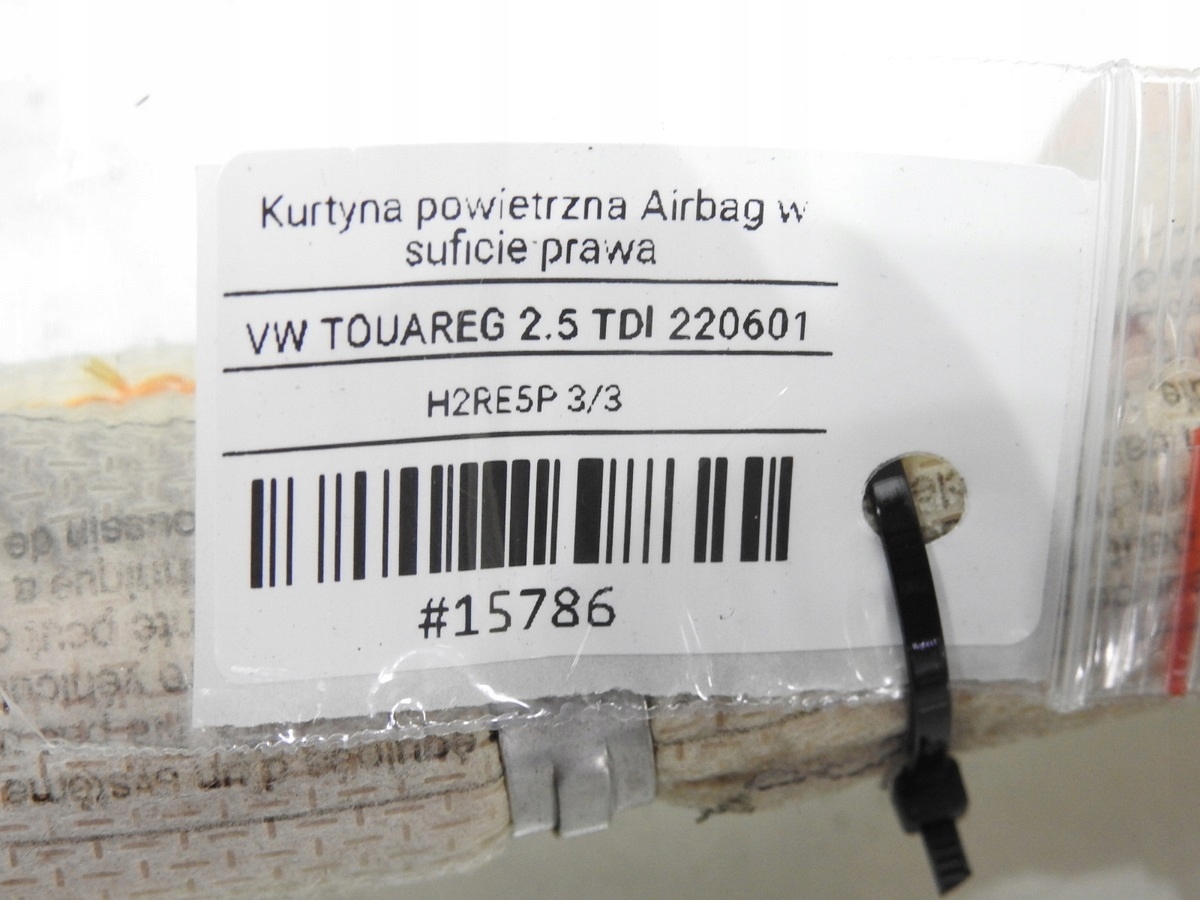 Kurtyna powietrzna Airbag w
suficie prawa
VW TOUAREG 2.5 TDI 220601
H2RE5P 3/3
#15786